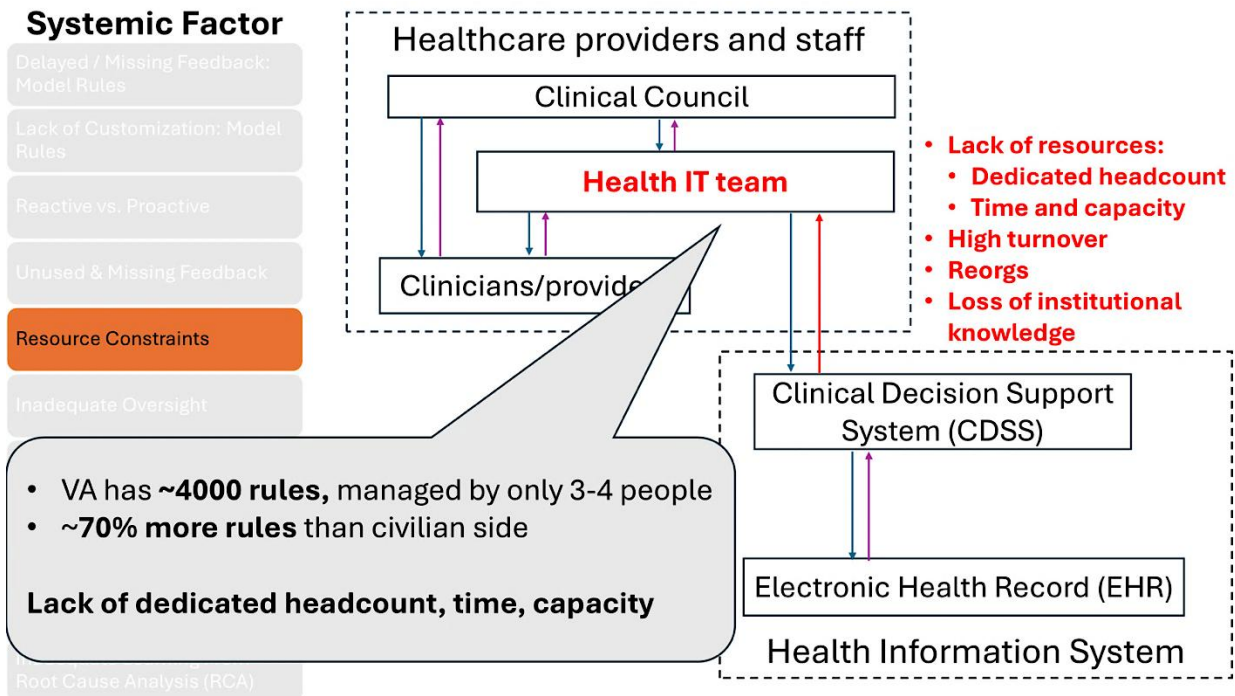 Systemic Factor
Delayed / Missing Feedback:
Model Rules
Lack of Customization: Model
Rules
Reactive vs. Proactive
Unused & Missing Feedback
Resource Constraints
Inadequate Oversight
Root Cause Analysis (RCA)
Healthcare providers and staff
Clinical Council
Health IT team
Clinicians/provide
• Lack of resources:
• Dedicated headcount
• Time and capacity
• High turnover
• Reorgs
• Loss of institutional
knowledge
Clinical Decision Support
System (CDSS)
Electronic Health Record (EHR)
Health Information System
• VA has ~4000 rules, managed by only 3-4 people
• ~70% more rules than civilian side
Lack of dedicated headcount, time, capacity